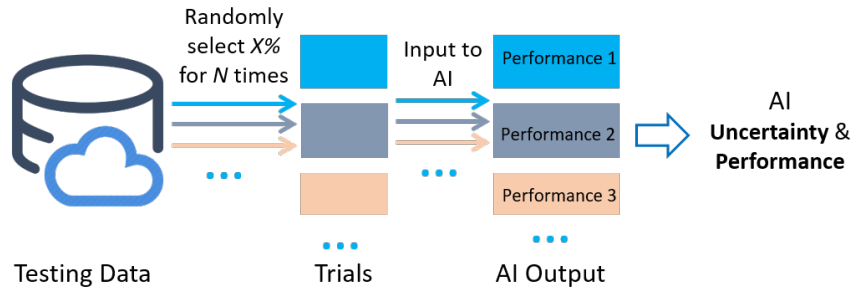 Randomly
select X%
for N times
Input to
AI
Performance 1
Performance 2
Performance 3
AI
Uncertainty &
Performance
Testing Data
Trials
AI Output